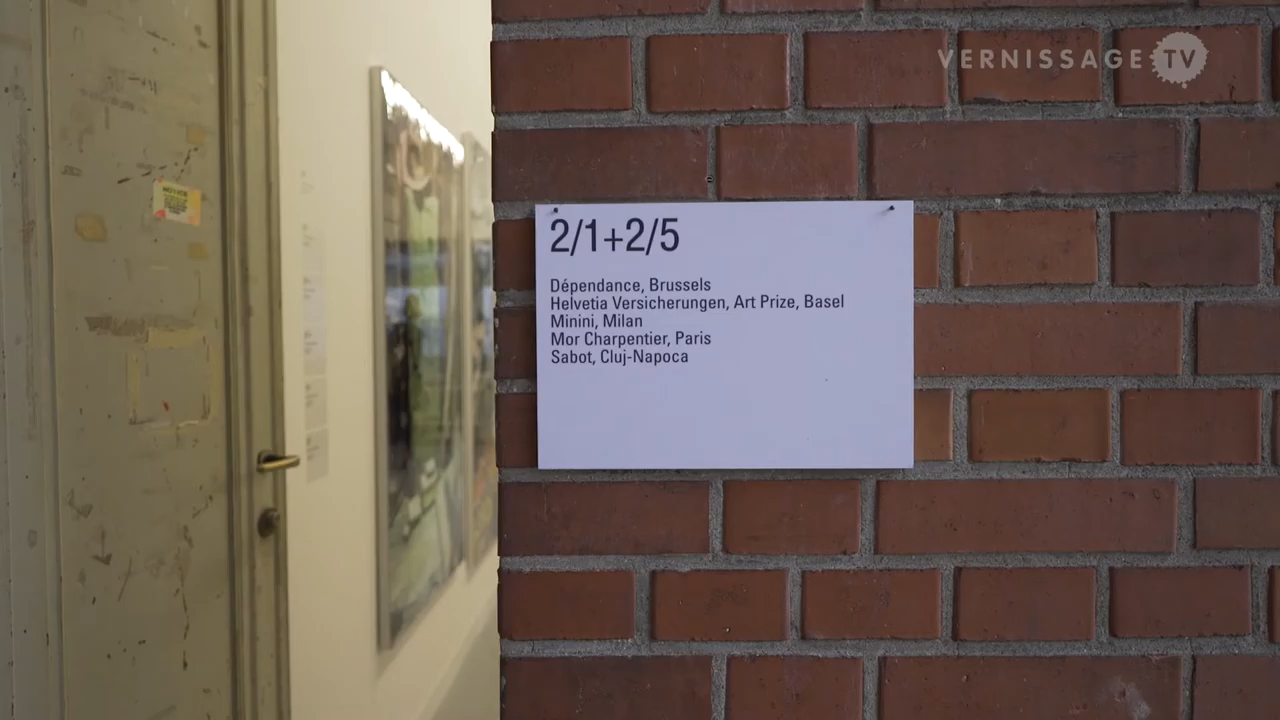 VERNISSAGE TV
2/1+2/5
Dépendance, Brussels
Helvetia Versicherungen, Art Prize, Basel
Minini, Milan
Mor Charpentier, Paris
Sabot, Cluj-Napoca